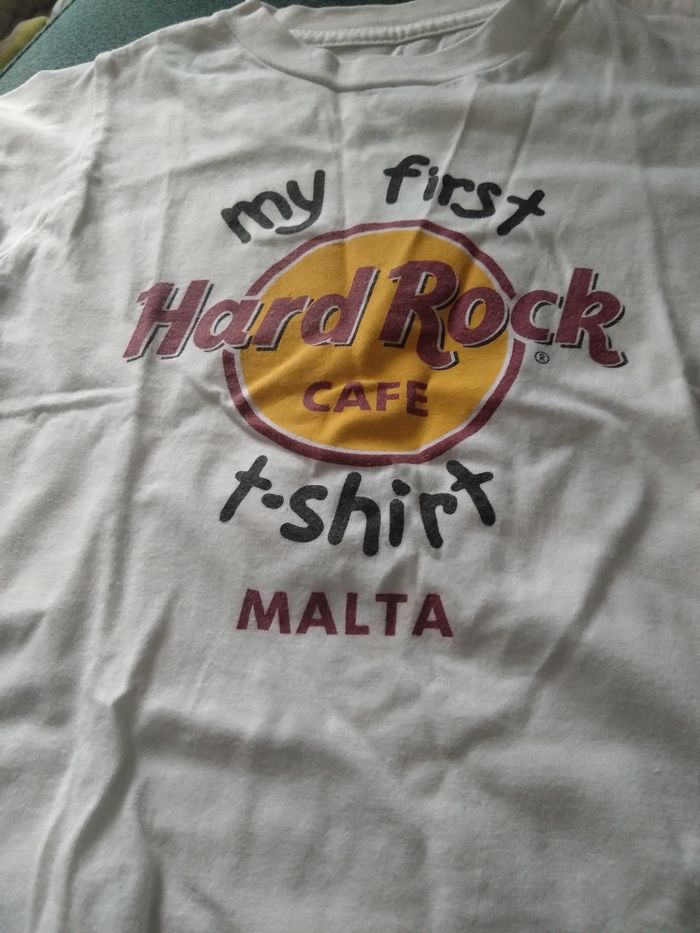 my first
Hard Rock
®
CAFE
t-shirt
MALTA